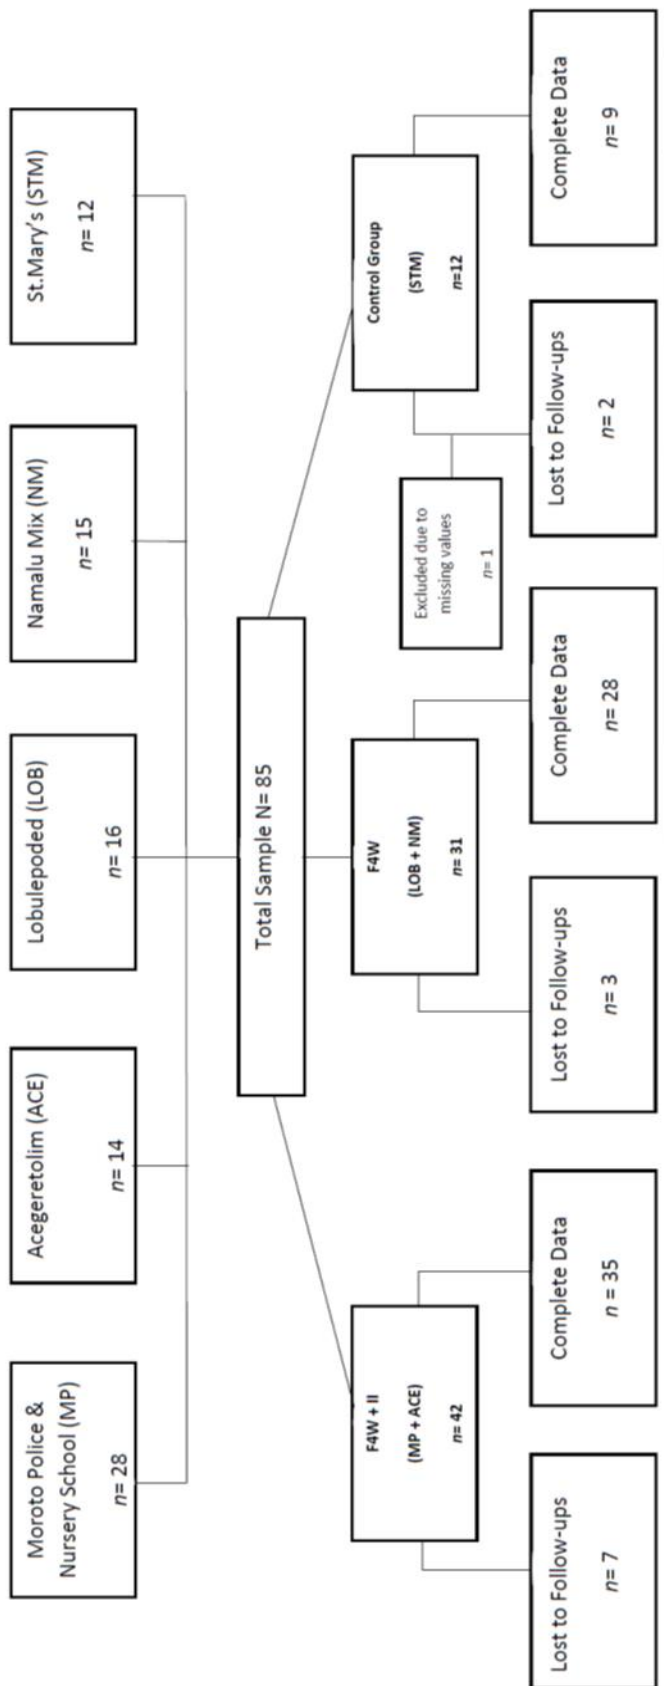 Moroto Police &
Nursery School (MP)
n= 28
Acegeretolim (ACE)
n= 14
Lobulepoded (LOB)
n= 16
Namalu Mix (NM)
n= 15
St.Mary's (STM)
n= 12
Total Sample N= 85
F4W + II
(MP + ACE)
n= 42
F4W
(LOB + NM)
n= 31
Control Group
(STM)
n=12
Excluded due to
missing values
n= 1
Lost to Follow-ups
n= 7
Complete Data
n = 35
Lost to Follow-ups
n= 3
Complete Data
n= 28
Lost to Follow-ups
n= 2
Complete Data
n= 9